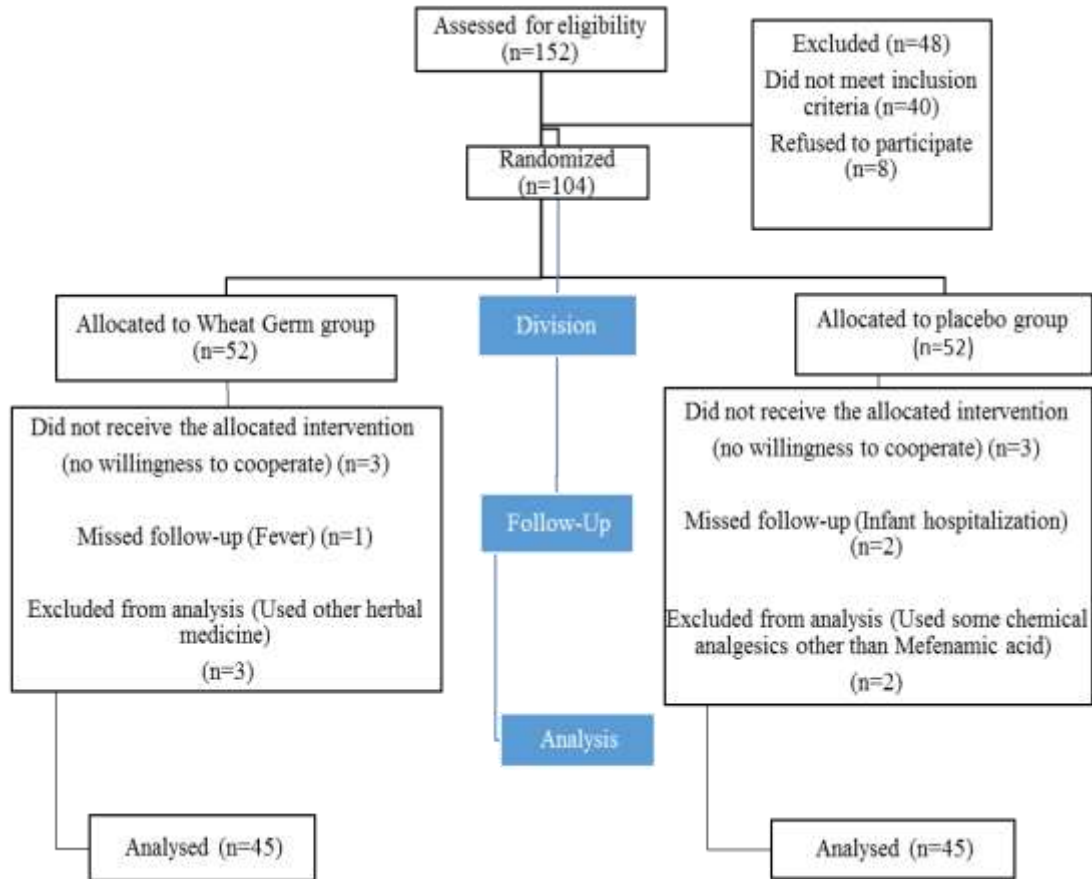 Assessed for eligibility
(n=152)
Excluded (n=48)
Did not meet inclusion
criteria (n=40)
Refused to participate
(n=8)
Randomized
(n=104)
Allocated to Wheat Germ group
(n=52)
Division
Allocated to placebo group
(n=52)
Did not receive the allocated intervention
(no willingness to cooperate) (n=3)
Missed follow-up (Fever) (n=1)
Excluded from analysis (Used other herbal
medicine)
(n=3)
Follow-Up
Did not receive the allocated intervention
(no willingness to cooperate) (n=3)
Missed follow-up (Infant hospitalization)
(n=2)
Excluded from analysis (Used some chemical
analgesics other than Mefenamic acid)
(n=2)
Analysis
Analysed (n=45)
Analysed (n=45)